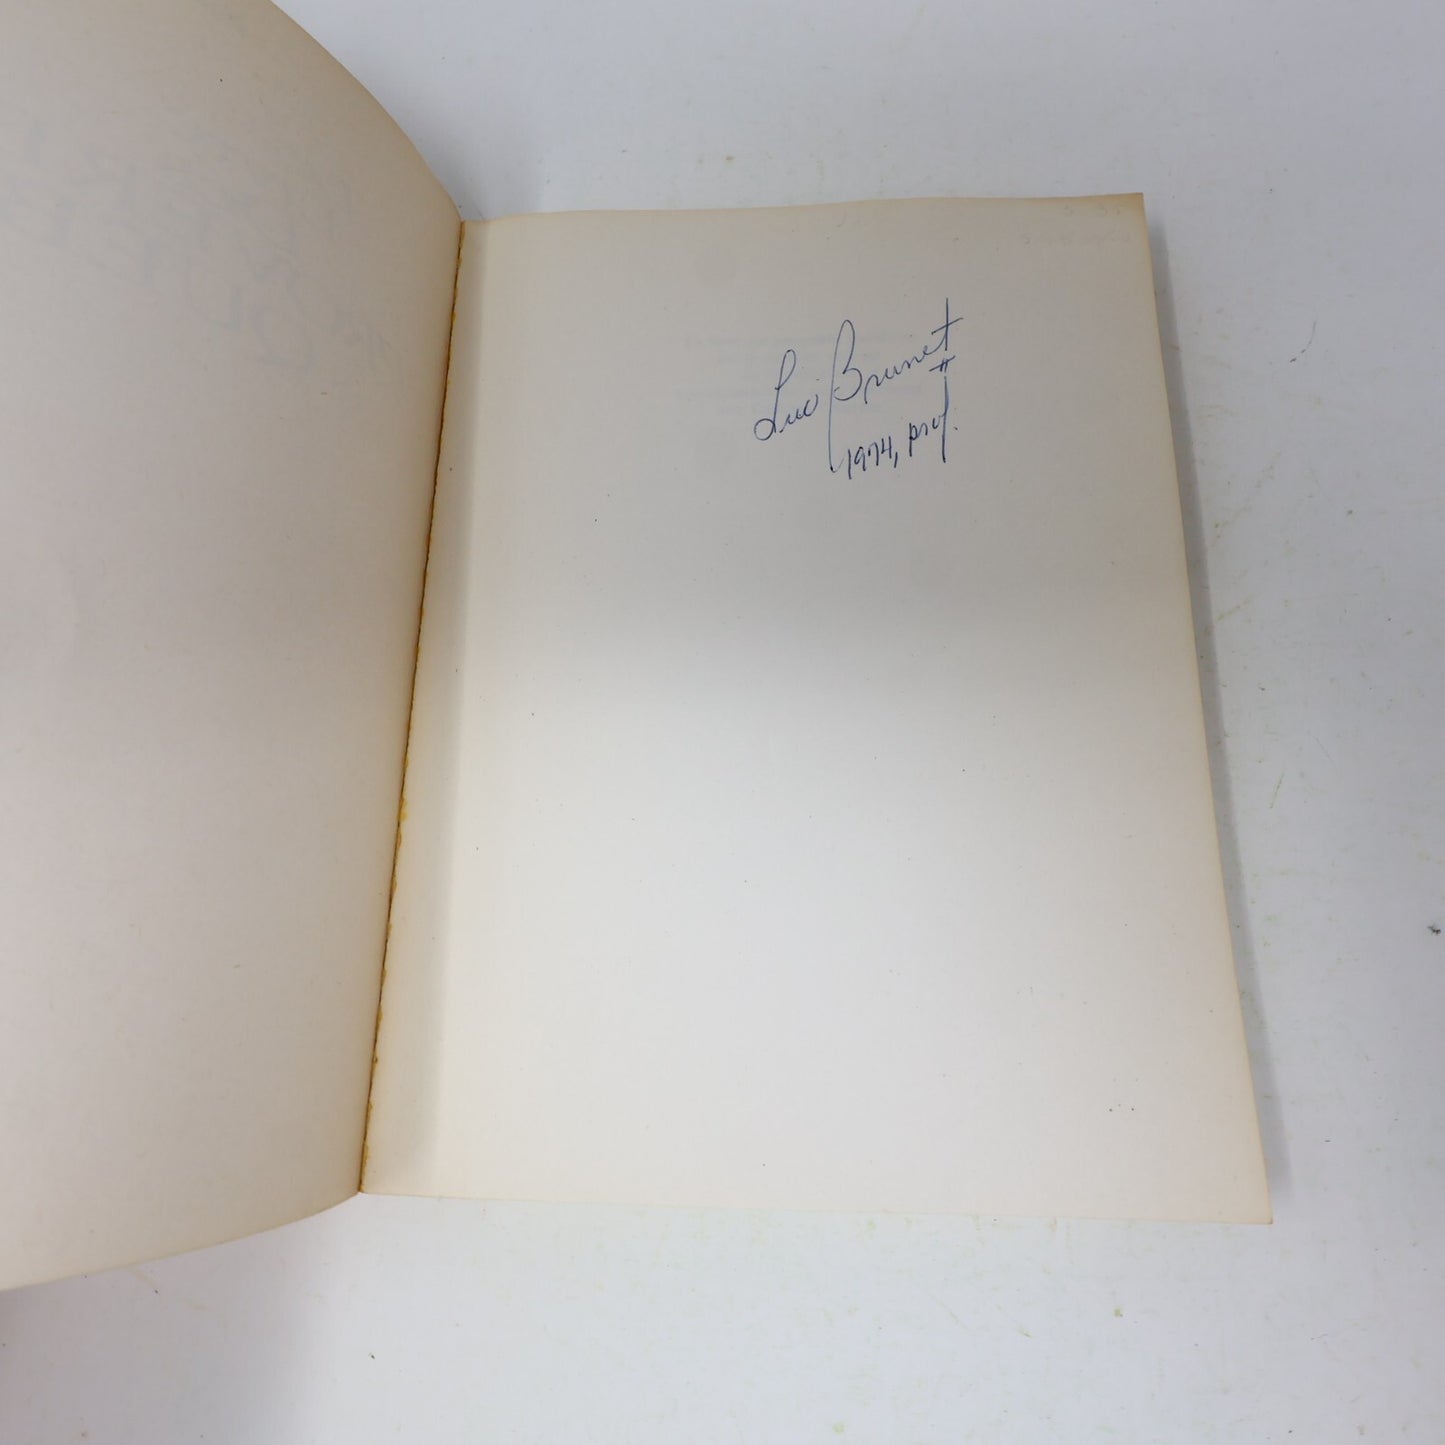 Luc Brunet
1974, prof.